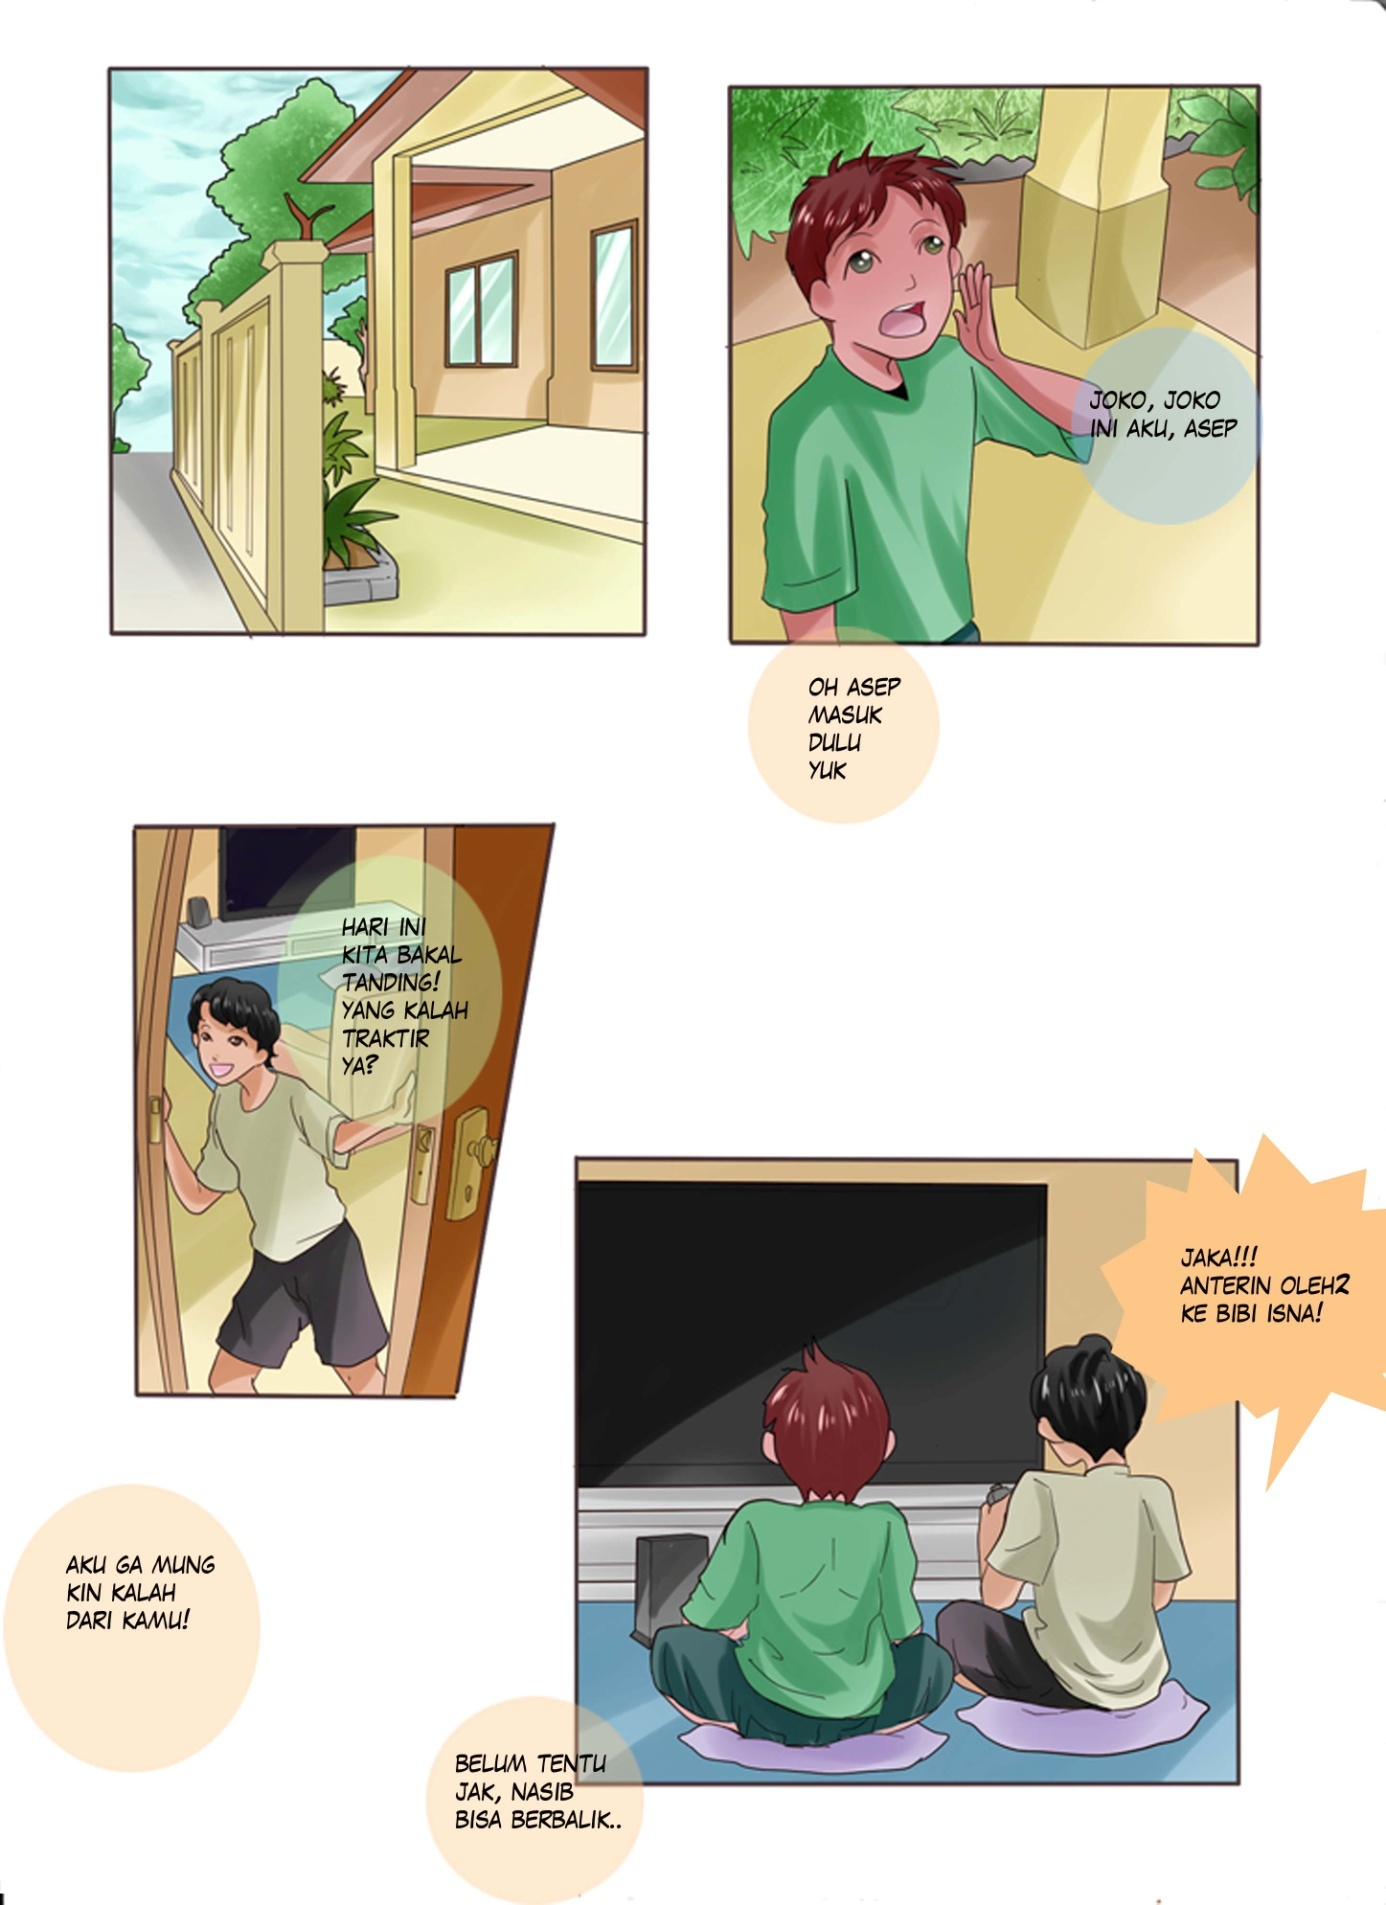 JOKO, JOKO
INI AKU, ASEP
OH ASEP
MASUK
DULU
YUK
HARI INI
KITA BAKAL
TANDING!
YANG KALAH
TRAKTIR
YA?
JAKA!!!
ANTERIN OLEH2
KE BIBI ISNA!
AKU GA MUNG
KIN KALAH
DARI KAMU!
BELUM TENTU
JAK, NASIB
BISA BERBALIK..